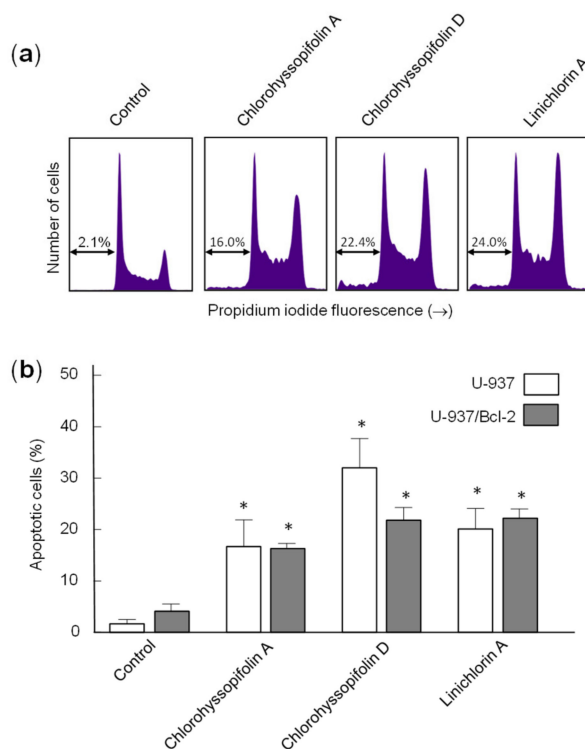 (a)
Control
Chlorohyssopifolin A
Chlorohyssopifolin D
Linichlorin A
Number of cells
2.1%
16.0%
22.4%
24.0%
Propidium iodide fluorescence (→)
(b)
Apoptotic cells (%)
50
40
30
20
10
0
U-937
U-937/Bcl-2
*
*
*
*
*
*
Control
Chlorohyssopifolin A
Chlorohyssopifolin D
Linichlorin A